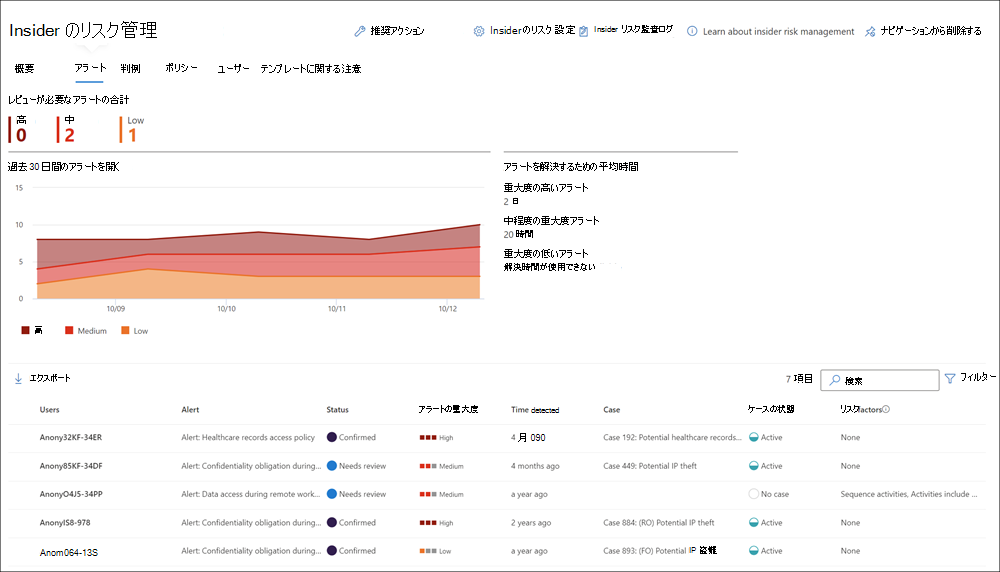 Insider のリスク管理
推奨アクション
Insiderのリスク設定
Insider リスク監査ログ
Learn about insider risk management
ナビゲーションから削除する
概要 アラート 判例 ポリシー ユーザー テンプレートに関する注意
レビューが必要なアラートの合計
高 中 Low
0 2 1
過去 30 日間のアラートを開く
アラートを解決するための平均時間
15
10
5
0
10/09 10/10 10/11 10/12
高 Medium Low
重大度の高いアラート
2 日
中程度の重大度アラート
20 時間
重大度の低いアラート
解決時間が使用できない
エクスポート
7 項目
検索
フィルター
Users Alert Status アラートの重大度 Time detected Case ケースの状態 リスクactors
Anony32KF-34ER Alert: Healthcare records access policy Confirmed High 4 月 090 Case 192: Potential healthcare records... Active None
Anony85KF-34DF Alert: Confidentiality obligation during... Needs review Medium 4 months ago Case 449: Potential IP theft Active None
AnonyO4J5-34PP Alert: Data access during remote work... Needs review Medium a year ago No case Sequence activities, Activities include ...
AnonyIS8-978 Alert: Confidentiality obligation during... Confirmed High 2 years ago Case 884: (RO) Potential IP theft Active None
Anom064-13S Alert: Confidentiality obligation during... Confirmed Low a year ago Case 893: (FO) Potential IP 盗難 Active None